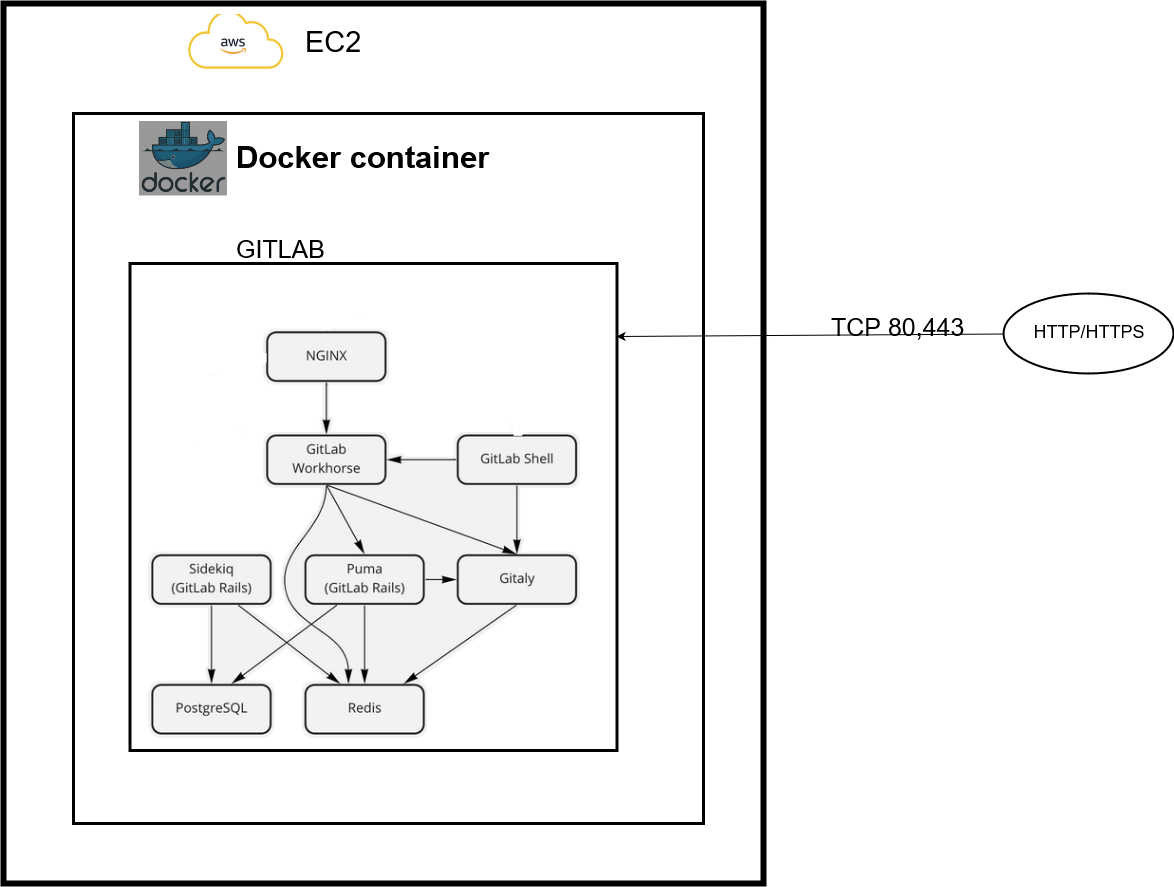 aws
EC2
docker
Docker container
GITLAB
TCP 80,443
HTTP/HTTPS
NGINX
GitLab
Workhorse
GitLab Shell
Sidekiq
(GitLab Rails)
Puma
(GitLab Rails)
Gitaly
PostgreSQL
Redis